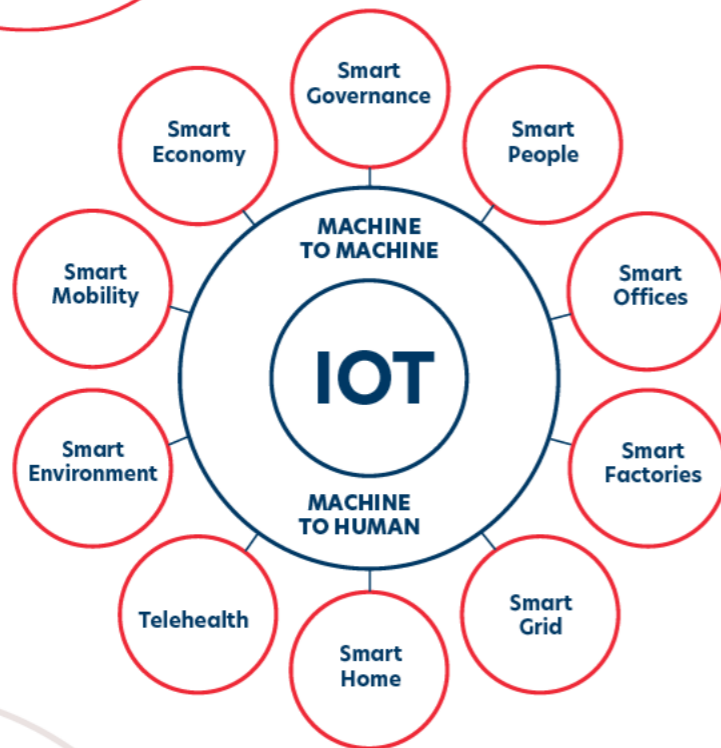 Smart
Governance
Smart
People
Smart
Offices
Smart
Factories
Smart
Grid
Smart
Home
Telehealth
Smart
Environment
Smart
Mobility
Smart
Economy
MACHINE
TO MACHINE
IOT
MACHINE
TO HUMAN